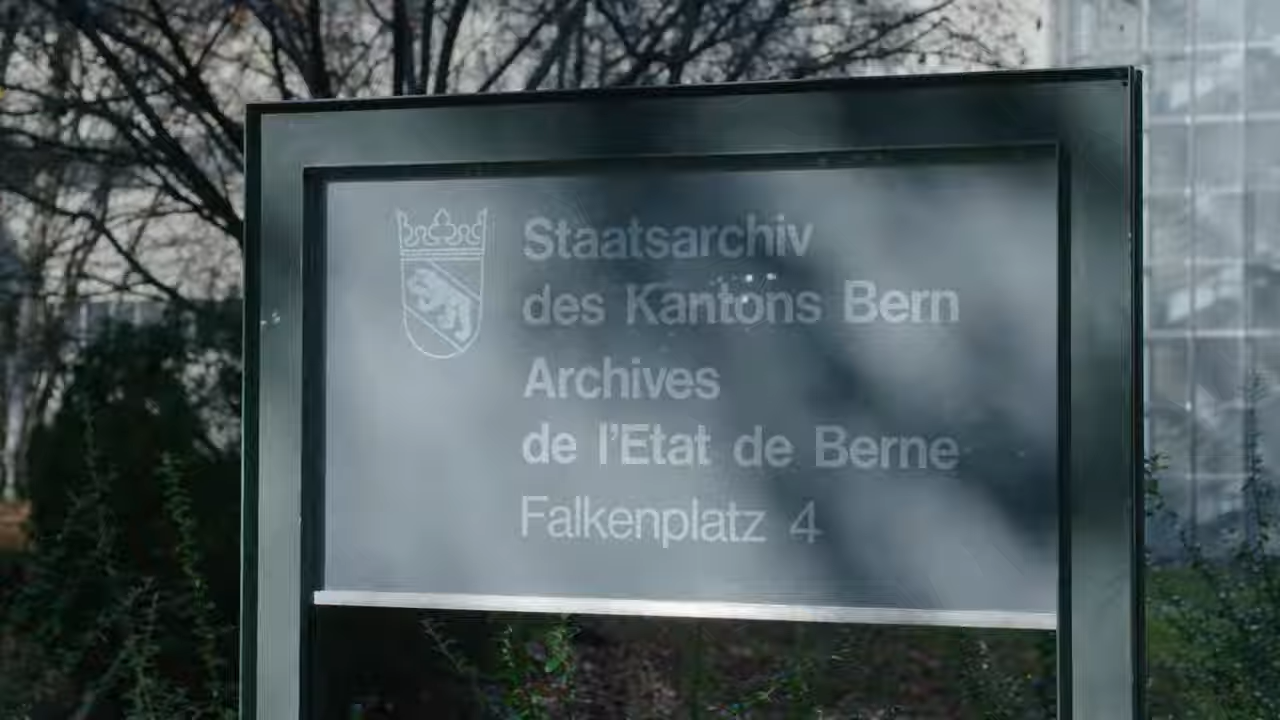 Staatsarchiv
des Kantons Bern
Archives
de l'Etat de Berne
Falkenplatz 4